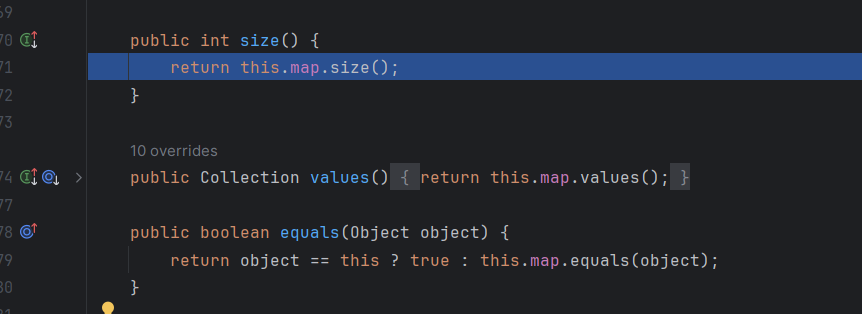 69
70 public int size() {
71 return this.map.size();
72 }
73
10 overrides
74 public Collection values() { return this.map.values(); }
77
78 public boolean equals(Object object) {
79 return object == this ? true : this.map.equals(object);
80 }
81